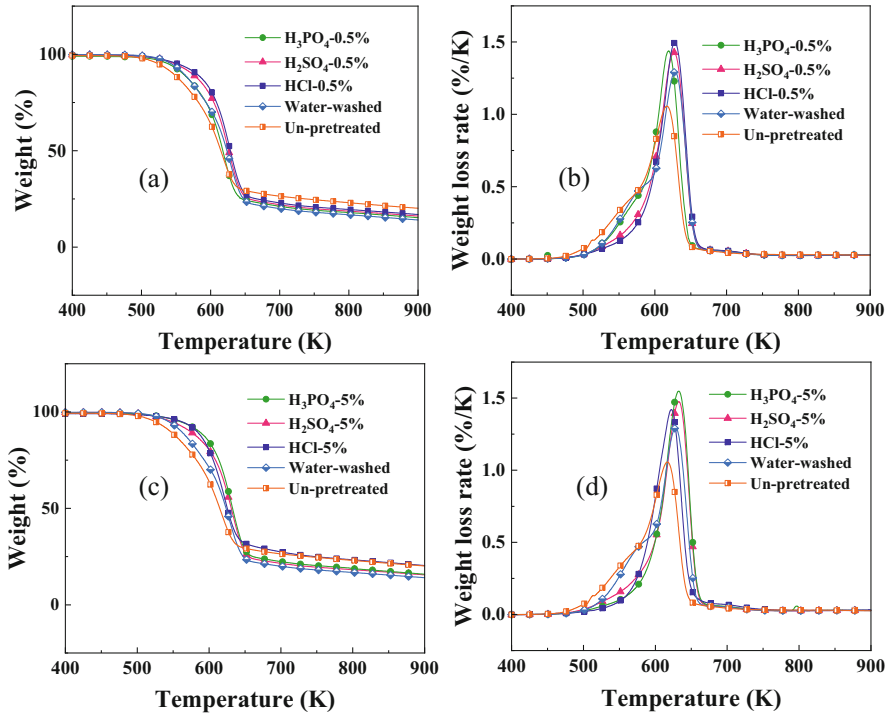 100
50
0
Weight (%)
400 500 600 700 800 900
Temperature (K)
(a)
H₃PO₄-0.5%
H₂SO₄-0.5%
HCl-0.5%
Water-washed
Un-pretreated
1.5
1.0
0.5
0.0
Weight loss rate (%/K)
400 500 600 700 800 900
Temperature (K)
(b)
H₃PO₄-0.5%
H₂SO₄-0.5%
HCl-0.5%
Water-washed
Un-pretreated
100
50
0
Weight (%)
400 500 600 700 800 900
Temperature (K)
(c)
H₃PO₄-5%
H₂SO₄-5%
HCl-5%
Water-washed
Un-pretreated
1.5
1.0
0.5
0.0
Weight loss rate (%/K)
400 500 600 700 800 900
Temperature (K)
(d)
H₃PO₄-5%
H₂SO₄-5%
HCl-5%
Water-washed
Un-pretreated